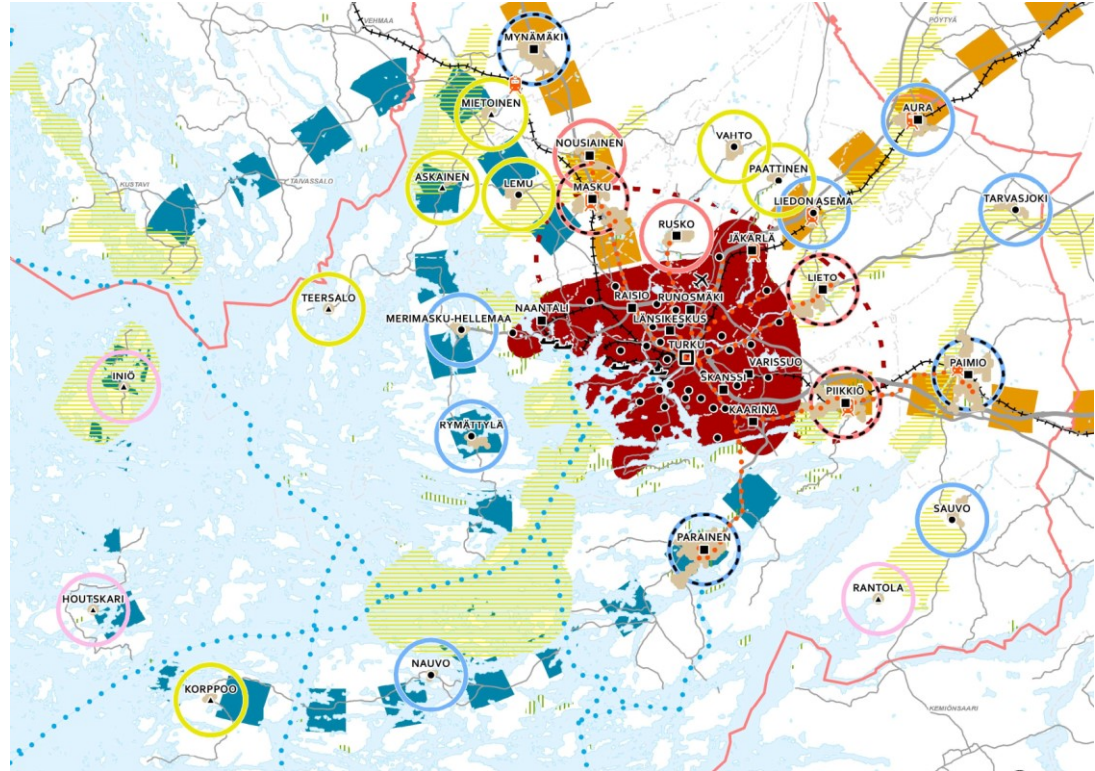 VEHMAA
MYNÄMÄKI
PÖYTYÄ
MIETOINEN
AURA
VAHTO
NOUSIAINEN
PAATTINEN
ASKAINEN
LEMU
MASKU
KUSTAVI
TAIVASSALO
LIEDON ASEMA
TARVASJOKI
RUSKO
JÄKÄRLÄ
LIETO
TEERSALO
MERIMASKU-HELLEMAA
NAANTALI
RAISIO
RUNOSMÄKI
LÄNSIKESKUS
TURKU
VARISSUO
PAIMIO
INIÖ
SKANSSI
PIIKKIÖ
KAARINA
RYMÄTTYLÄ
SAUVO
PARAINEN
RANTOLA
HOUTSKARI
NAUVO
KORPPOO
KEMIÖNSAARI